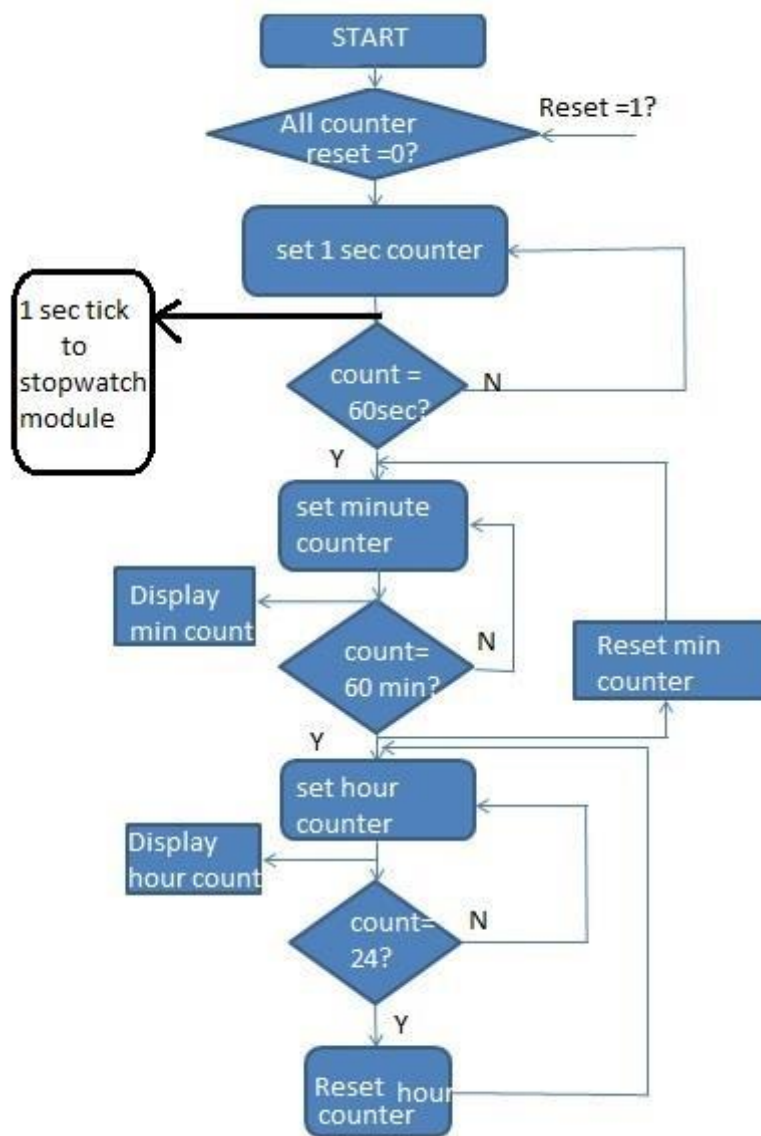 START
All counter
reset =0?
Reset =1?
set 1 sec counter
1 sec tick
to
stopwatch
module
count =
60sec?
N
Y
set minute
counter
Display
min count
count=
60 min?
N
Reset min
counter
Y
set hour
counter
Display
hour count
count=
24?
N
Y
Reset hour
counter